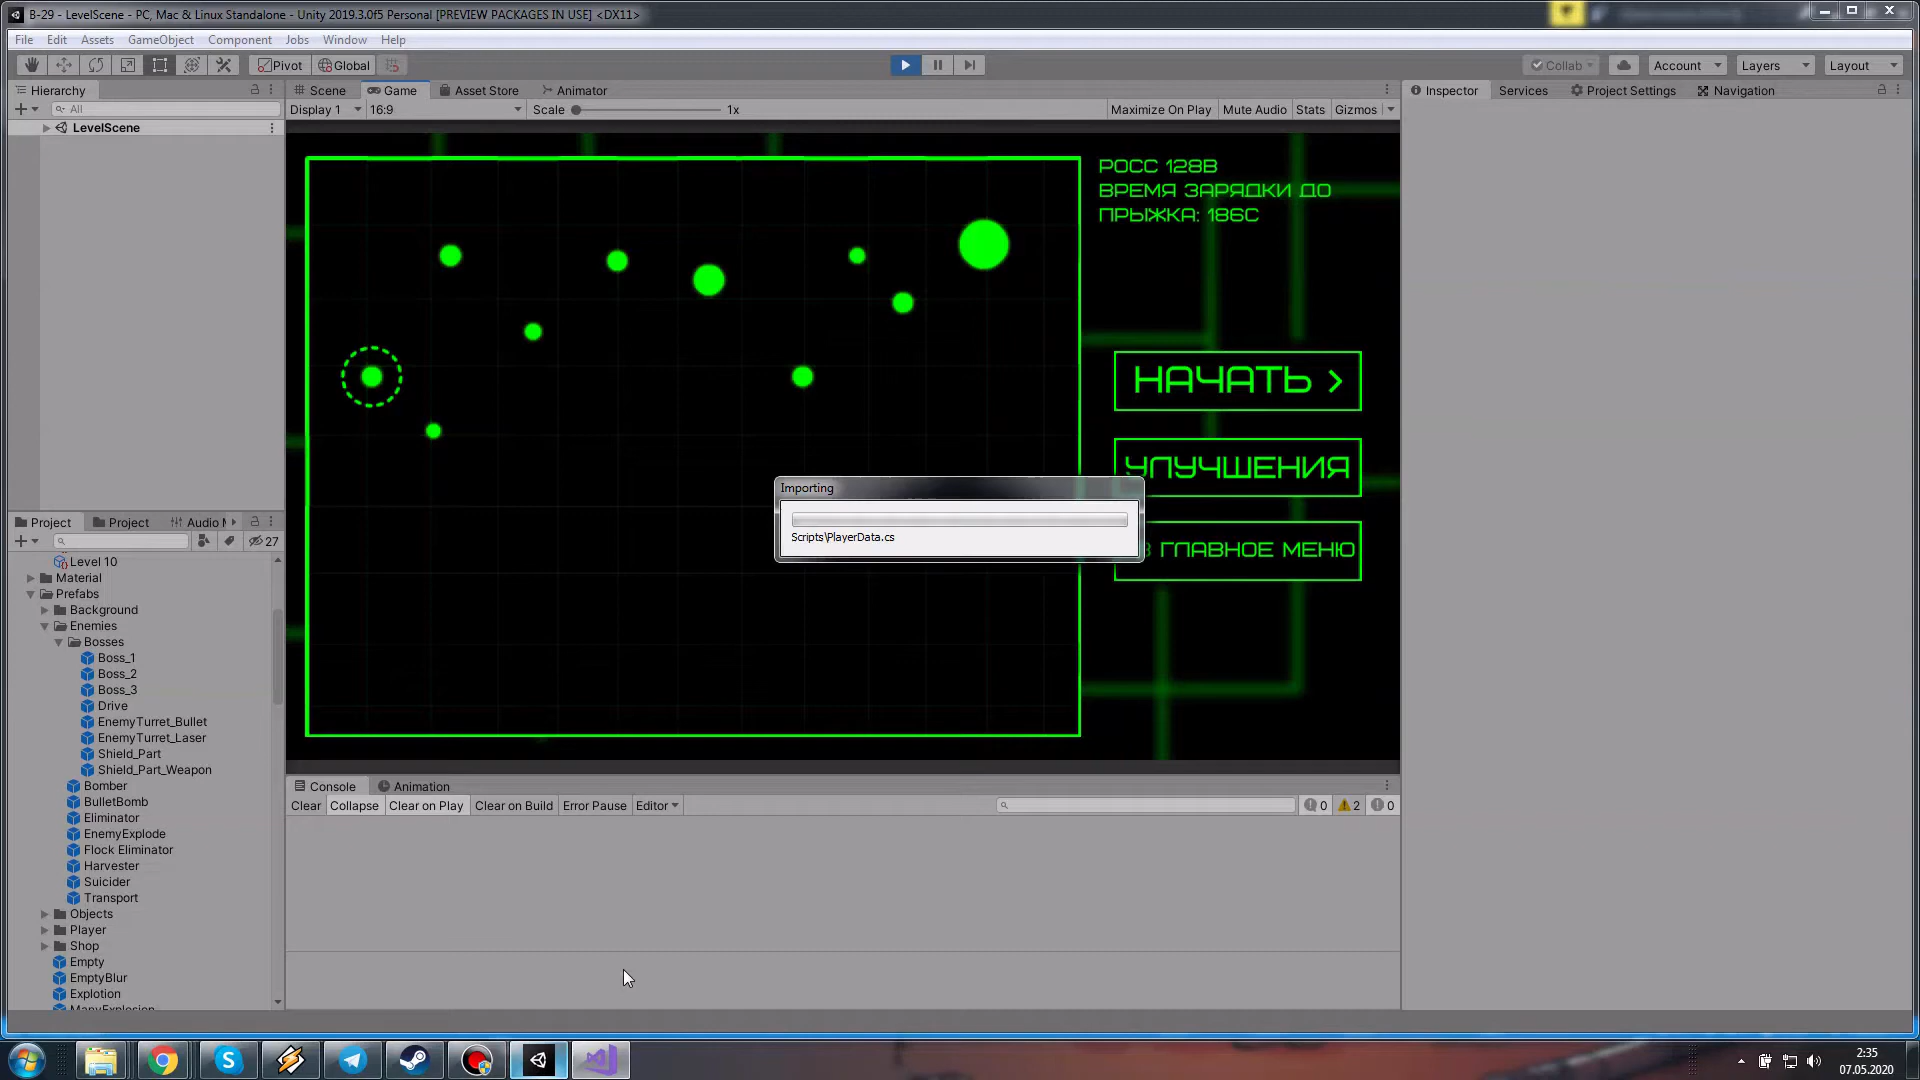 B-29 - LevelScene - PC, Mac & Linux Standalone - Unity 2019.3.0f5 Personal [PREVIEW PACKAGES IN USE] <DX11>
File Edit Assets GameObject Component Jobs Window Help
Pivot Global Collab Account Layers Layout
Hierarchy
All
LevelScene
Scene Game Asset Store Animator
Display 1 16:9 Scale 1x Maximize On Play Mute Audio Stats Gizmos
РОСС 128B
ВРЕМЯ ЗАРЯДКИ ДО
ПРЫЖКА: 186С
НАЧАТЬ >
УЛУЧШЕНИЯ
В ГЛАВНОЕ МЕНЮ
Importing
Scripts\PlayerData.cs
Inspector Services Project Settings Navigation
Project Project Audio M
27
Level 10
Material
Prefabs
Background
Enemies
Bosses
Boss_1
Boss_2
Boss_3
Drive
EnemyTurret_Bullet
EnemyTurret_Laser
Shield_Part
Shield_Part_Weapon
Bomber
BulletBomb
Eliminator
EnemyExplode
Flock Eliminator
Harvester
Suicider
Transport
Objects
Player
Shop
Empty
EmptyBlur
Explotion
ManyExplosion
Console Animation
Clear Collapse Clear on Play Clear on Build Error Pause Editor 0 2 0
2:35
07.05.2020